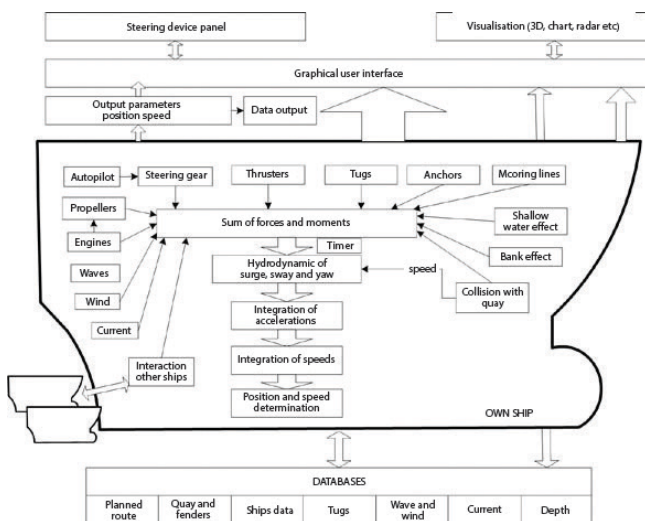 Steering device panel
Visualisation (3D, chart, radar etc)
Graphical user interface
Output parameters
position speed
Data output
Autopilot
Steering gear
Thrusters
Tugs
Anchors
Mcoring lines
Propellers
Sum of forces and moments
Shallow
water effect
Engines
Timer
Bank effect
Waves
Hydrodynamic of
surge, sway and yaw
speed
Wind
Collision with
quay
Current
Integration of
accelerations
Interaction
other ships
Integration of speeds
Position and speed
determination
OWN SHIP
DATABASES
Planned
route
Quay and
fenders
Ships data
Tugs
Wave and
wind
Current
Depth